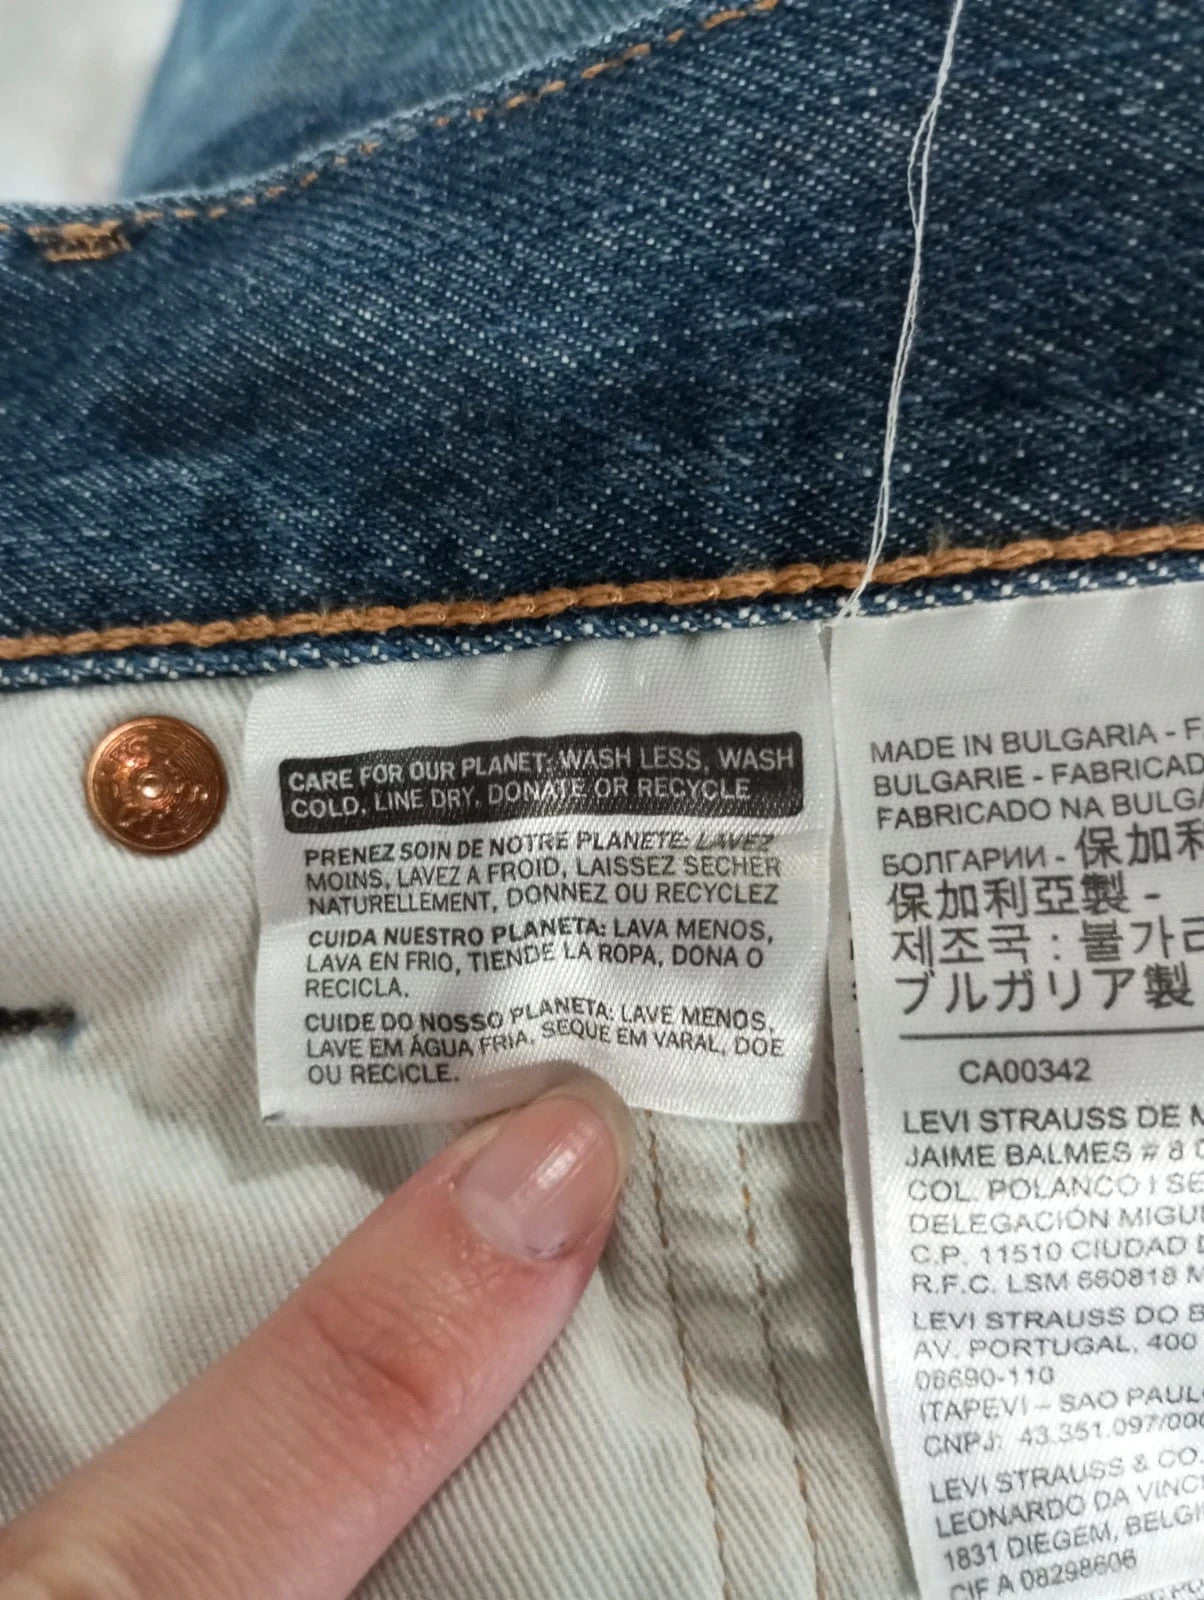 CARE FOR OUR PLANET: WASH LESS, WASH
COLD, LINE DRY, DONATE OR RECYCLE
PRENEZ SOIN DE NOTRE PLANETE: LAVEZ
MOINS, LAVEZ A FROID, LAISSEZ SECHER
NATURELLEMENT, DONNEZ OU RECYCLEZ
CUIDA NUESTRO PLANETA: LAVA MENOS,
LAVA EN FRIO, TIENDE LA ROPA, DONA O
RECICLA.
CUIDE DO NOSSO PLANETA: LAVE MENOS,
LAVE EM ÁGUA FRIA, SEQUE EM VARAL, DOE
OU RECICLE.
MADE IN BULGARIA - F
BULGARIE - FABRICAD
FABRICADO NA BULGA
БОЛГАРИИ - 保加利
保加利亞製 -
제조국 : 불가리
ブルガリア製
CA00342
LEVI STRAUSS DE M
JAIME BALMES # 8
COL. POLANCO I SE
DELEGACIÓN MIGU
C.P. 11510 CIUDAD D
R.F.C. LSM 660818 M
LEVI STRAUSS DO B
AV. PORTUGAL, 400
06690-110
ITAPEVI – SAO PAUL
CNPJ: 43.351.097/000
LEVI STRAUSS & CO.
LEONARDO DA VINC
1831 DIEGEM, BELGI
CIF A 08298606